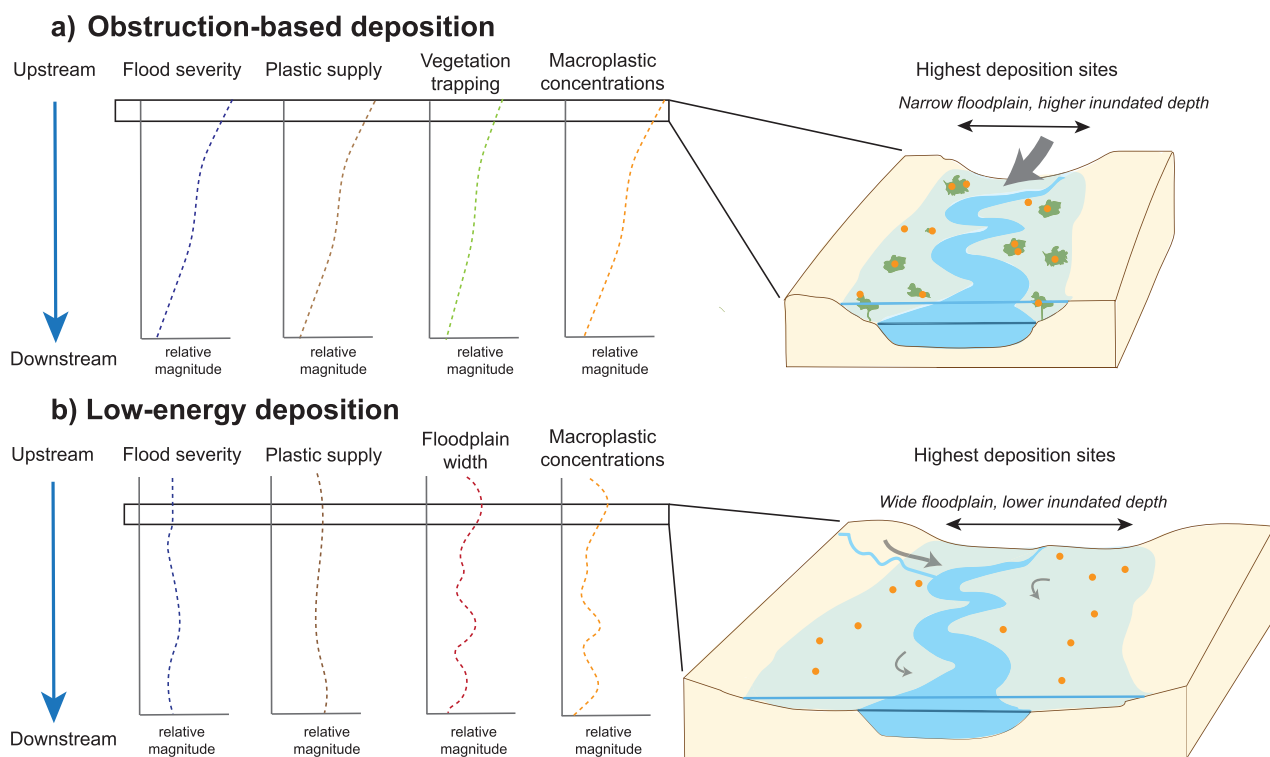 a) Obstruction-based deposition
Upstream
Flood severity
Plastic supply
Vegetation
trapping
Macroplastic
concentrations
Highest deposition sites
Narrow floodplain, higher inundated depth
Downstream
relative
magnitude
relative
magnitude
relative
magnitude
relative
magnitude
b) Low-energy deposition
Upstream
Flood severity
Plastic supply
Floodplain
width
Macroplastic
concentrations
Highest deposition sites
Wide floodplain, lower inundated depth
Downstream
relative
magnitude
relative
magnitude
relative
magnitude
relative
magnitude